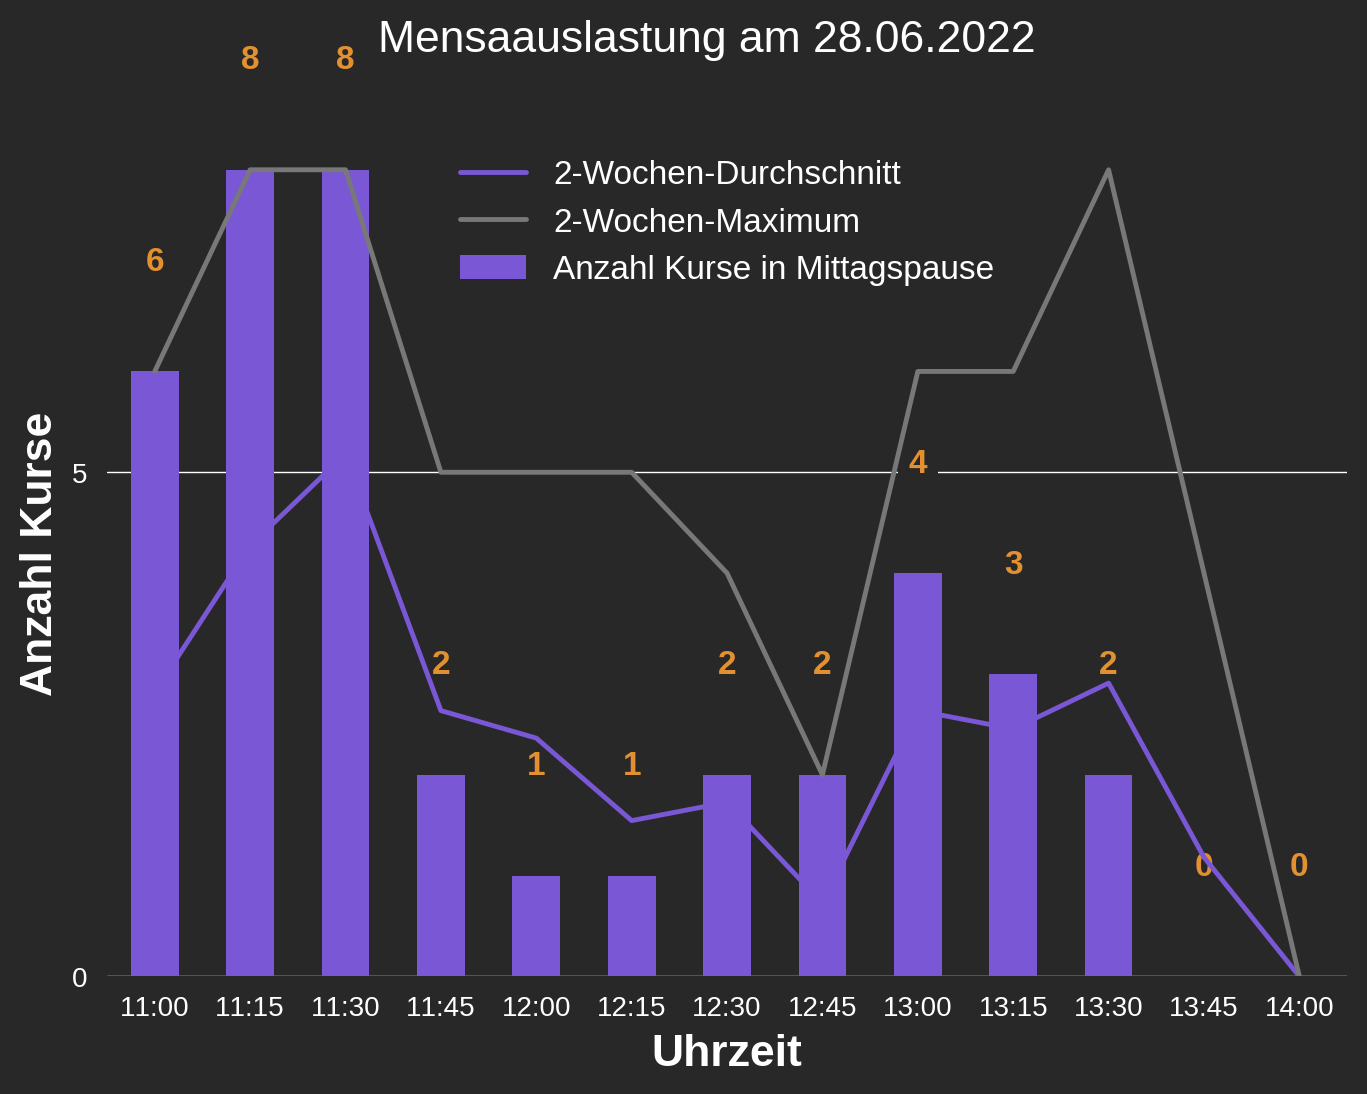 Mensaauslastung am 28.06.2022
8
8
2-Wochen-Durchschnitt
2-Wochen-Maximum
Anzahl Kurse in Mittagspause
6
4
3
2
2
2
2
1
1
0
0
Anzahl Kurse
5
0
11:00 11:15 11:30 11:45 12:00 12:15 12:30 12:45 13:00 13:15 13:30 13:45 14:00
Uhrzeit